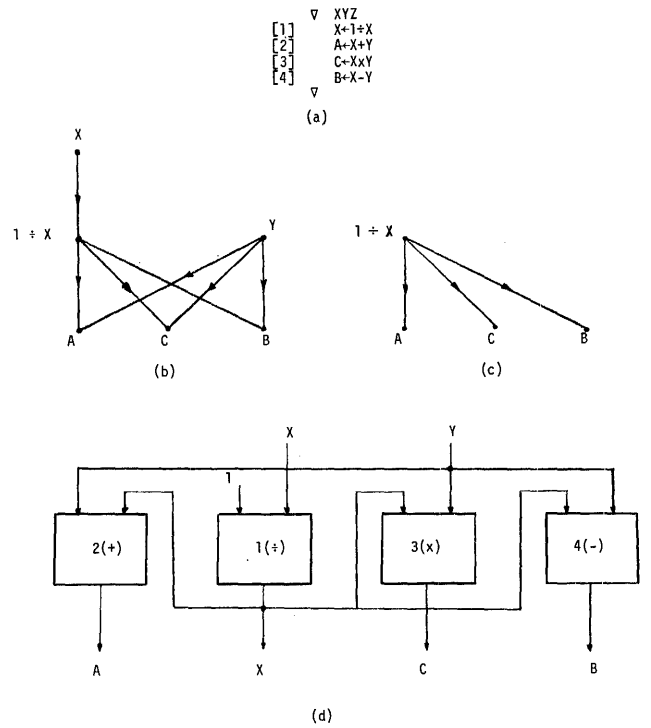 ∇ XYZ
[1] X←1÷X
[2] A←X+Y
[3] C←X×Y
[4] B←X-Y
∇
(a)
X
1 ÷ X
Y
A
C
B
(b)
1 ÷ X
A
C
B
(c)
X
Y
1
2(+)
1(÷)
3(x)
4(-)
A
X
C
B
(d)